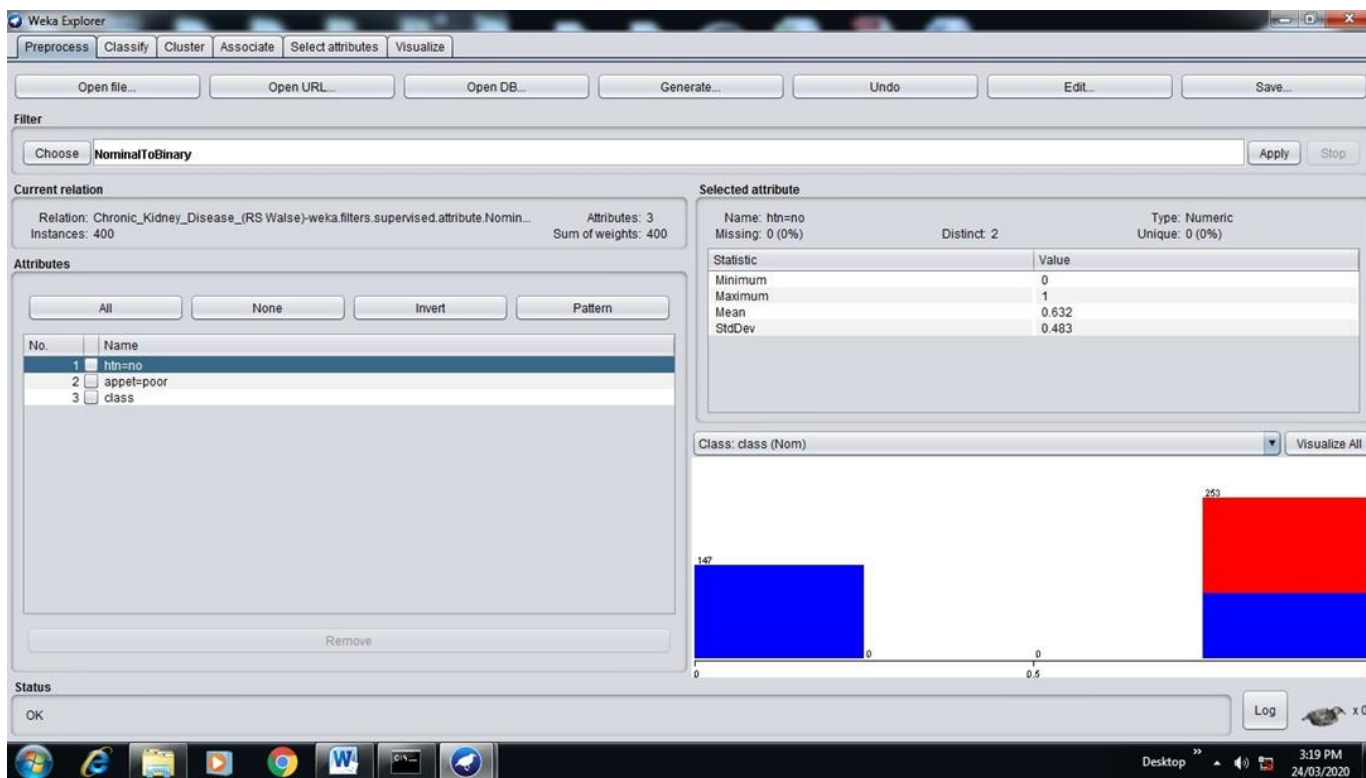 Weka Explorer
Preprocess Classify Cluster Associate Select attributes Visualize
Open file... Open URL... Open DB... Generate... Undo Edit... Save...
Filter
Choose NominalToBinary Apply Stop
Current relation
Relation: Chronic_Kidney_Disease_(RS Walse)-weka.filters.supervised.attribute.Nomin... Attributes: 3
Instances: 400 Sum of weights: 400
Attributes
All None Invert Pattern
No. Name
1 htn=no
2 appet=poor
3 class
Remove
Selected attribute
Name: htn=no Type: Numeric
Missing: 0 (0%) Distinct: 2 Unique: 0 (0%)
Statistic Value
Minimum 0
Maximum 1
Mean 0.632
StdDev 0.483
Class: class (Nom) Visualize All
253
147
0 0
0 0.5
Status
OK Log x 0
Desktop 3:19 PM
24/03/2020